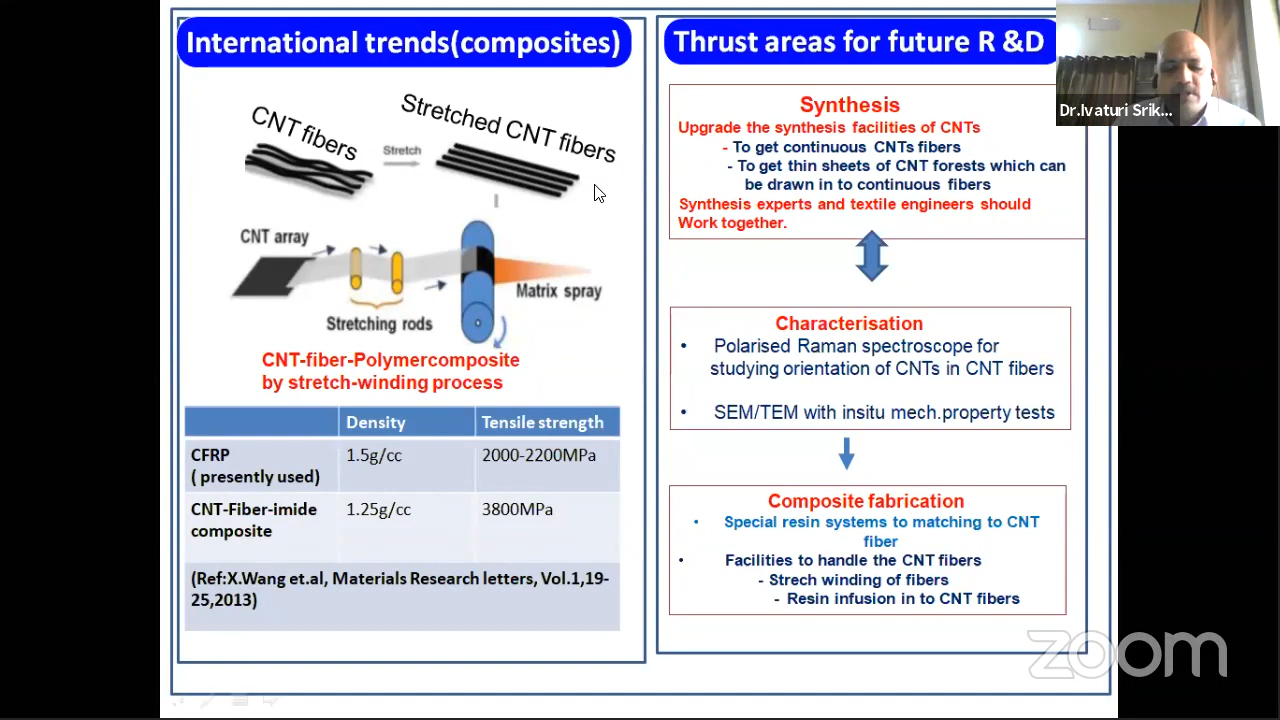 International trends(composites)
CNT fibers
Stretched CNT fibers
Stretch
CNT array
Matrix spray
Stretching rods
CNT-fiber-Polymercomposite
by stretch-winding process
Density
Tensile strength
CFRP
( presently used)
1.5g/cc
2000-2200MPa
CNT-Fiber-imide
composite
1.25g/cc
3800MPa
(Ref:X.Wang et.al, Materials Research letters, Vol.1,19-
25,2013)
Thrust areas for future R &D
Synthesis
Upgrade the synthesis facilities of CNTs
- To get continuous CNTs fibers
- To get thin sheets of CNT forests which can
be drawn in to continuous fibers
Synthesis experts and textile engineers should
Work together.
Characterisation
• Polarised Raman spectroscope for
studying orientation of CNTs in CNT fibers
• SEM/TEM with insitu mech.property tests
Composite fabrication
• Special resin systems to matching to CNT
fiber
• Facilities to handle the CNT fibers
- Strech winding of fibers
- Resin infusion in to CNT fibers
Dr.Ivaturi Srik...
zoom